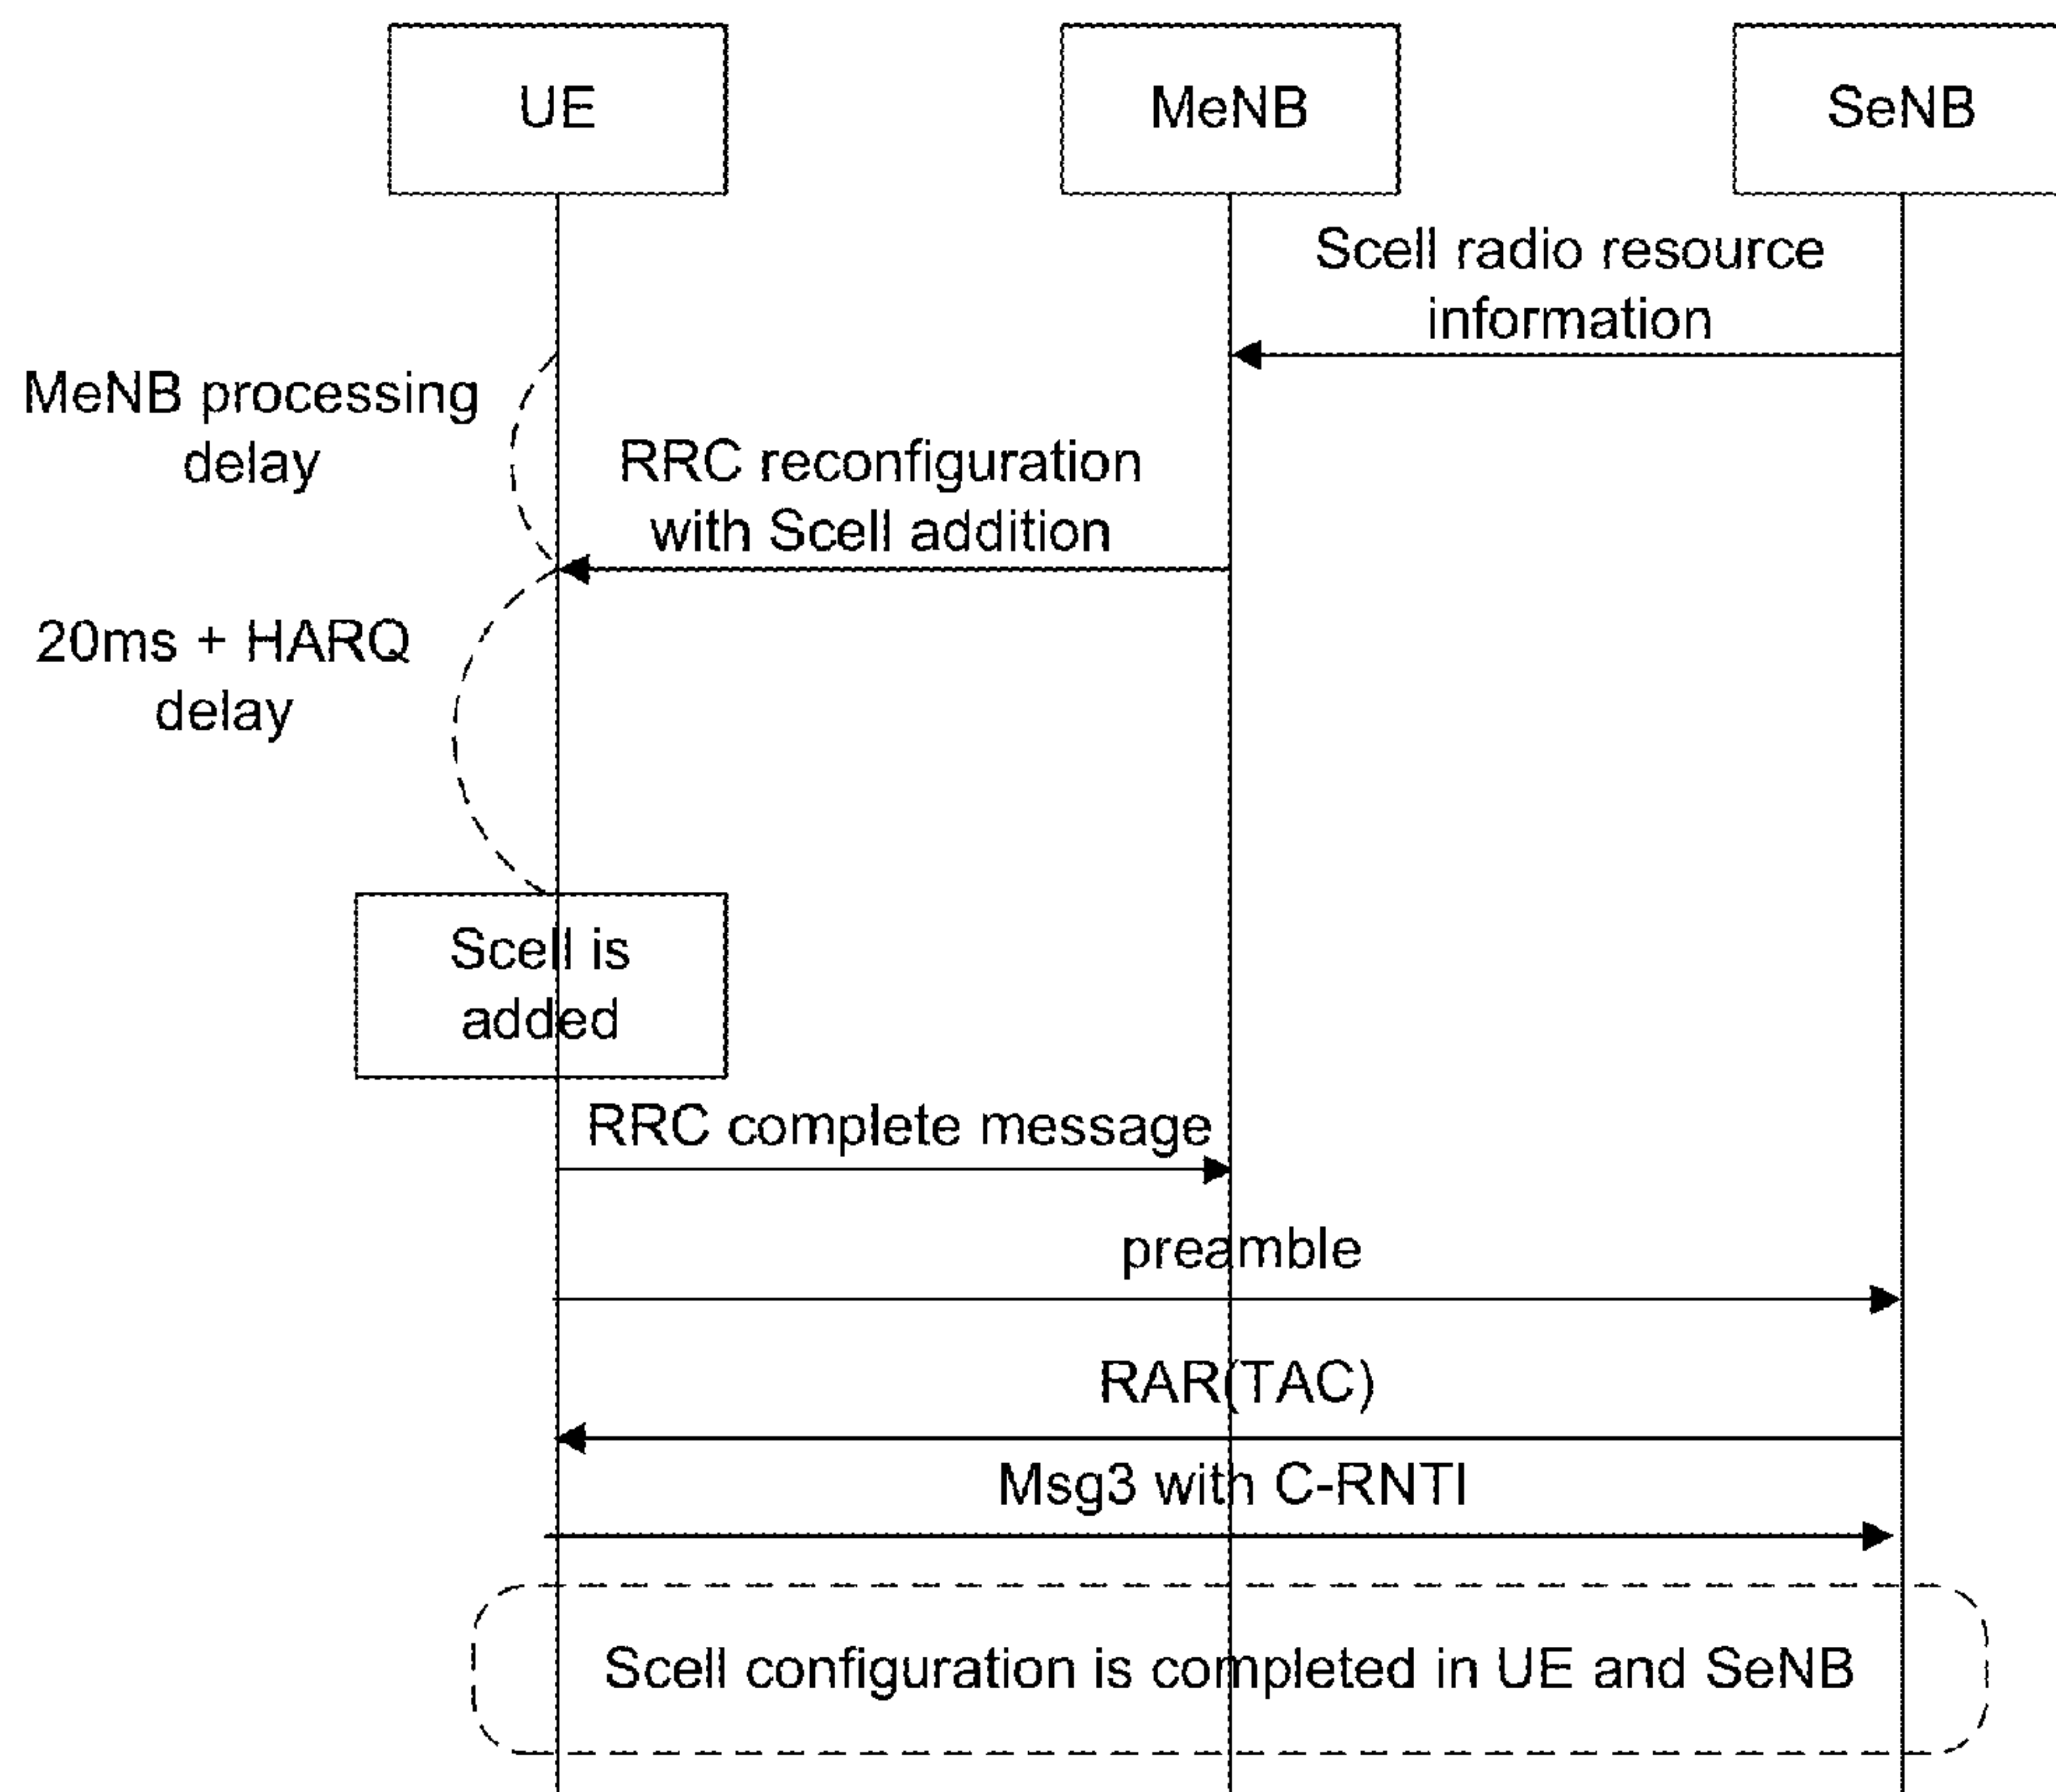 UE
MeNB
SeNB
Scell radio resource
information
MeNB processing
delay
RRC reconfiguration
with Scell addition
20ms + HARQ
delay
Scell is
added
RRC complete message
preamble
RAR(TAC)
Msg3 with C-RNTI
Scell configuration is completed in UE and SeNB